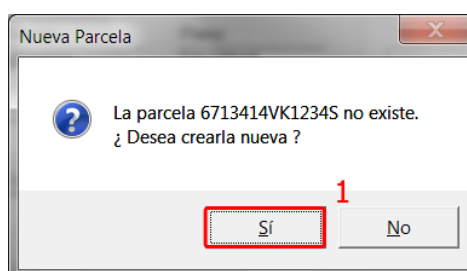 Nueva Parcela
La parcela 6713414VK1234S no existe.
¿ Desea crearla nueva ?
1
Sí
No